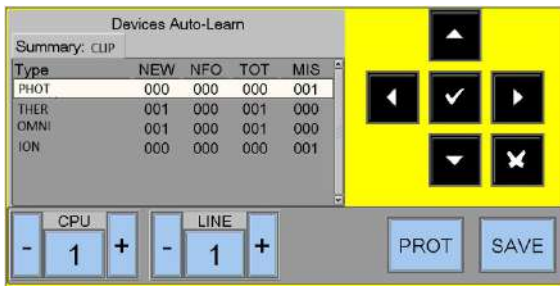 Devices Auto-Learn
Summary: CLIP
Type NEW NFO TOT MIS
PHOT 000 000 000 001
THER 001 000 001 000
OMNI 001 000 001 000
ION 000 000 000 001
CPU LINE
- 1 + - 1 + PROT SAVE